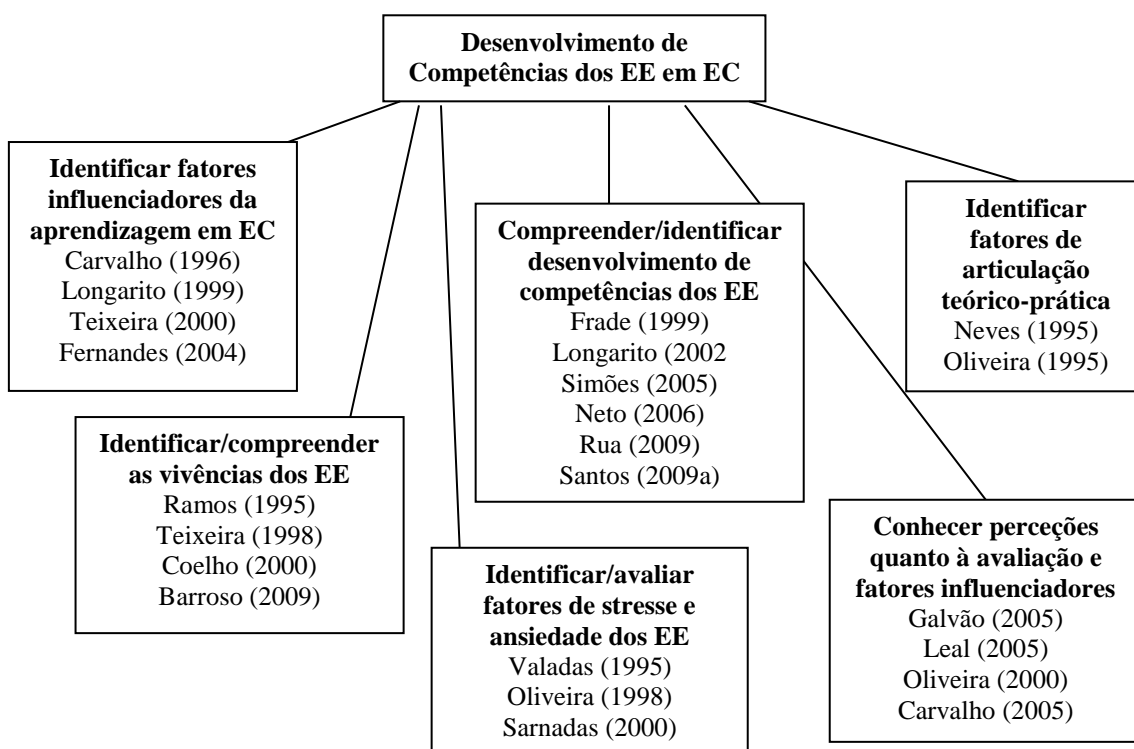 Desenvolvimento de
Competências dos EE em EC
Identificar fatores
influenciadores da
aprendizagem em EC
Carvalho (1996)
Longarito (1999)
Teixeira (2000)
Fernandes (2004)
Identificar/compreender
as vivências dos EE
Ramos (1995)
Teixeira (1998)
Coelho (2000)
Barroso (2009)
Identificar/avaliar
fatores de stresse e
ansiedade dos EE
Valadas (1995)
Oliveira (1998)
Sarnadas (2000)
Compreender/identificar
desenvolvimento de
competências dos EE
Frade (1999)
Longarito (2002
Simões (2005)
Neto (2006)
Rua (2009)
Santos (2009a)
Conhecer perceções
quanto à avaliação e
fatores influenciadores
Galvão (2005)
Leal (2005)
Oliveira (2000)
Carvalho (2005)
Identificar
fatores de
articulação
teórico-prática
Neves (1995)
Oliveira (1995)